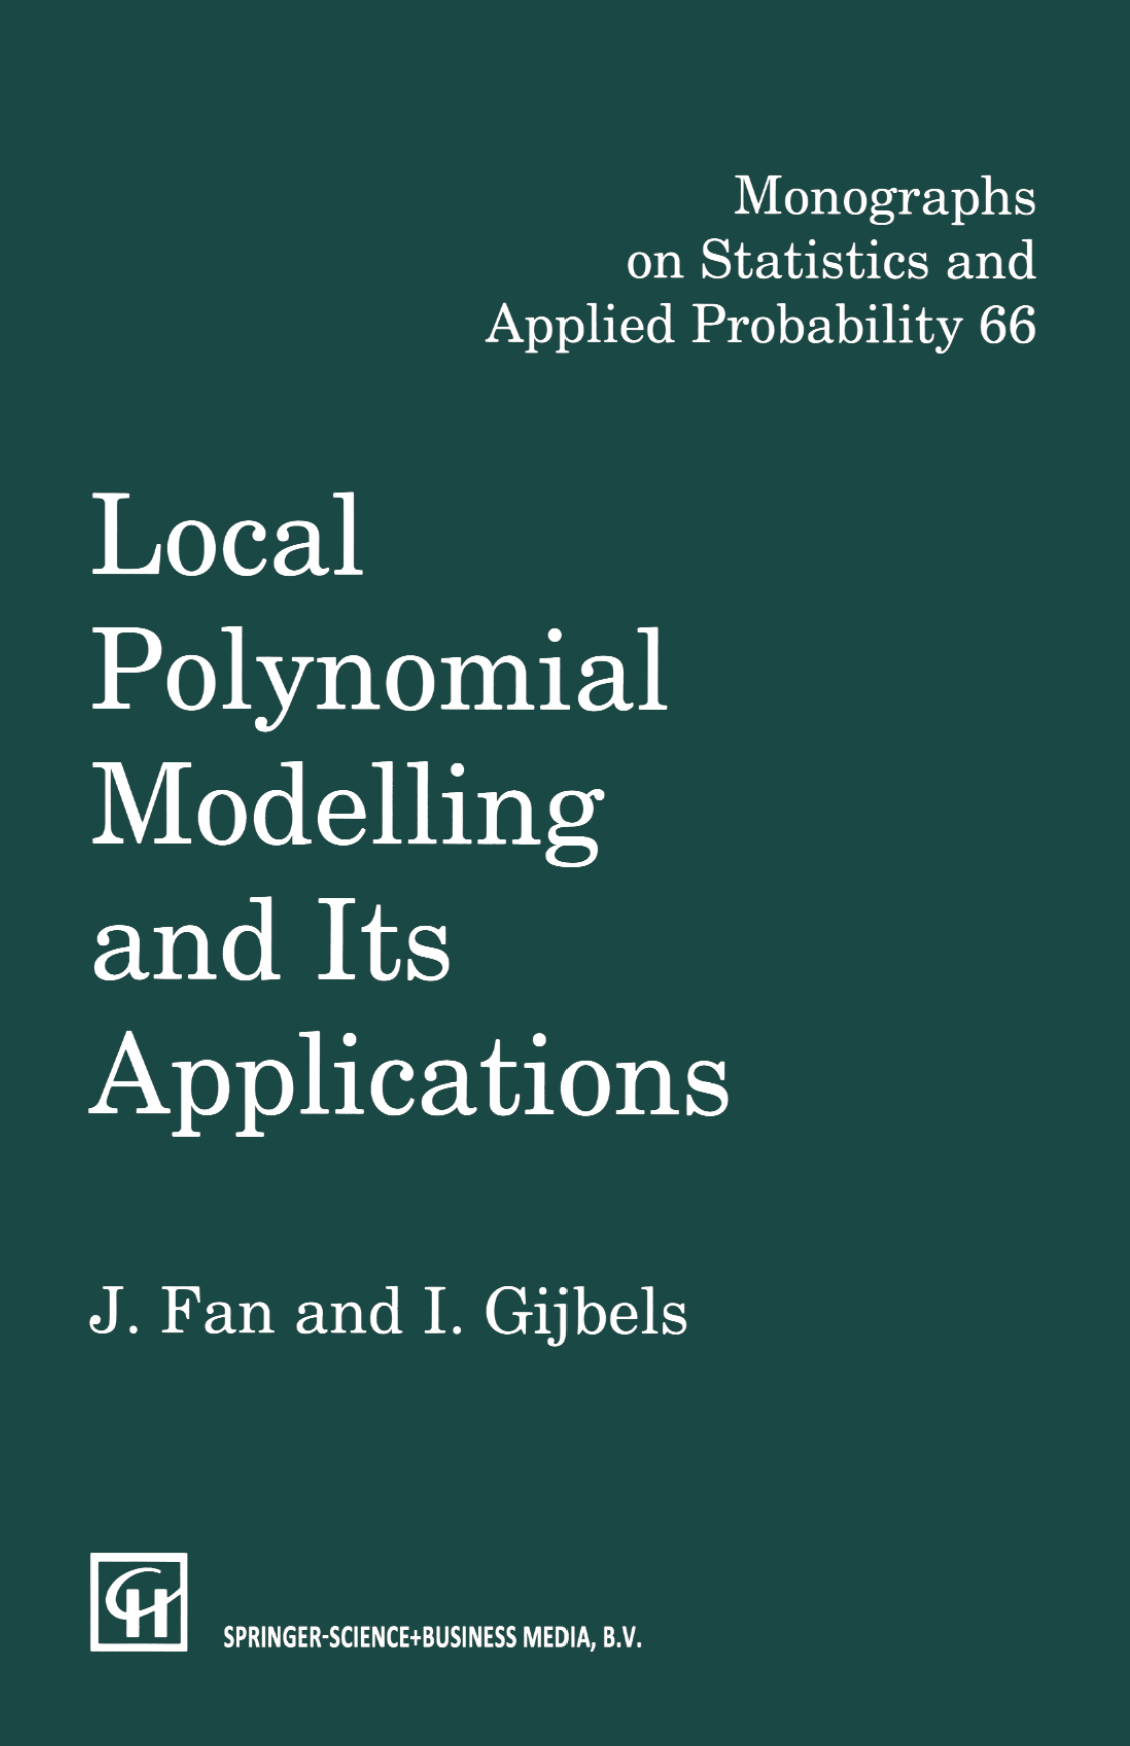 Monographs
on Statistics and
Applied Probability 66
Local
Polynomial
Modelling
and Its
Applications
J. Fan and I. Gijbels
CH
SPRINGER-SCIENCE+BUSINESS MEDIA, B.V.